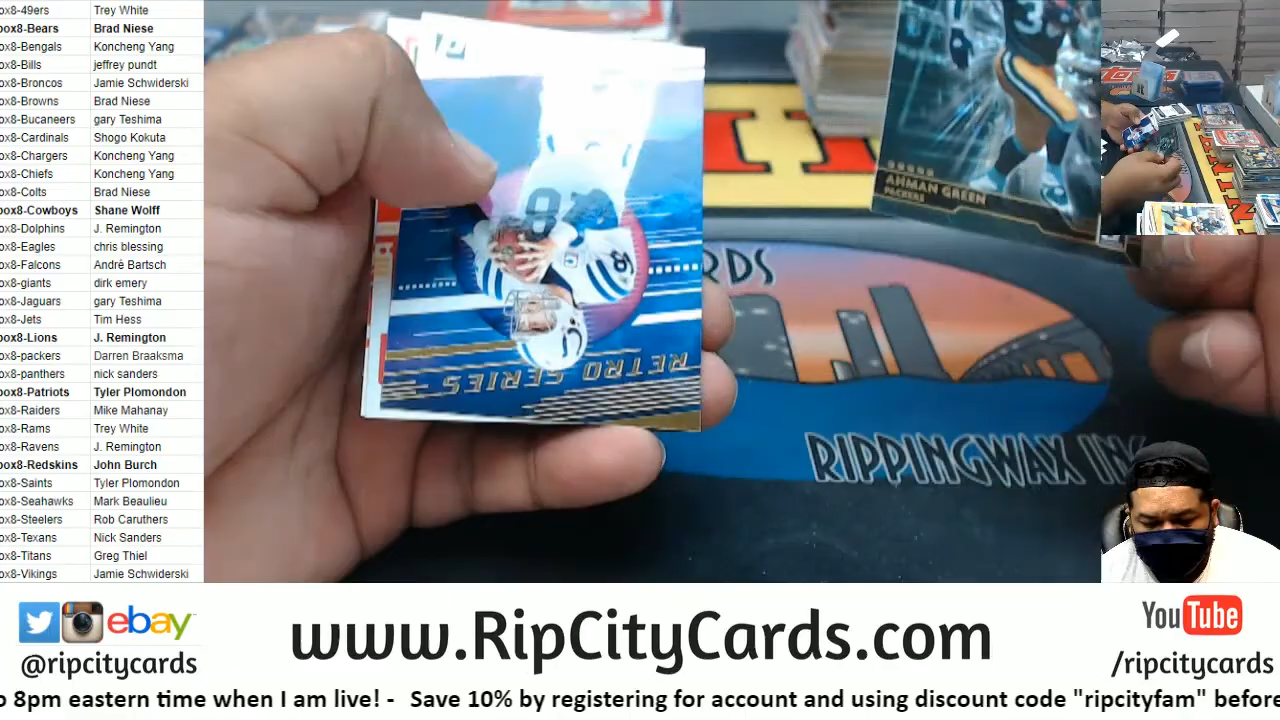 ox8-49ers Trey White
box8-Bears Brad Niese
ox8-Bengals Koncheng Yang
ox8-Bills jeffrey pundt
ox8-Broncos Jamie Schwiderski
ox8-Browns Brad Niese
ox8-Bucaneers gary Teshima
ox8-Cardinals Shogo Kokuta
ox8-Chargers Koncheng Yang
ox8-Chiefs Koncheng Yang
ox8-Colts Brad Niese
box8-Cowboys Shane Wolff
ox8-Dolphins J. Remington
ox8-Eagles chris blessing
ox8-Falcons André Bartsch
ox8-giants dirk emery
ox8-Jaguars gary Teshima
ox8-Jets Tim Hess
box8-Lions J. Remington
ox8-packers Darren Braaksma
ox8-panthers nick sanders
box8-Patriots Tyler Plomondon
ox8-Raiders Mike Mahanay
ox8-Rams Trey White
ox8-Ravens J. Remington
box8-Redskins John Burch
ox8-Saints Tyler Plomondon
ox8-Seahawks Mark Beaulieu
ox8-Steelers Rob Caruthers
ox8-Texans Nick Sanders
ox8-Titans Greg Thiel
ox8-Vikings Jamie Schwiderski
RETRO SERIES
AHMAN GREEN
PACKERS
RDS
RIPPINGWAX IN
ebay
@ripcitycards
www.RipCityCards.com
YouTube
/ripcitycards
o 8pm eastern time when I am live! - Save 10% by registering for account and using discount code "ripcityfam" before